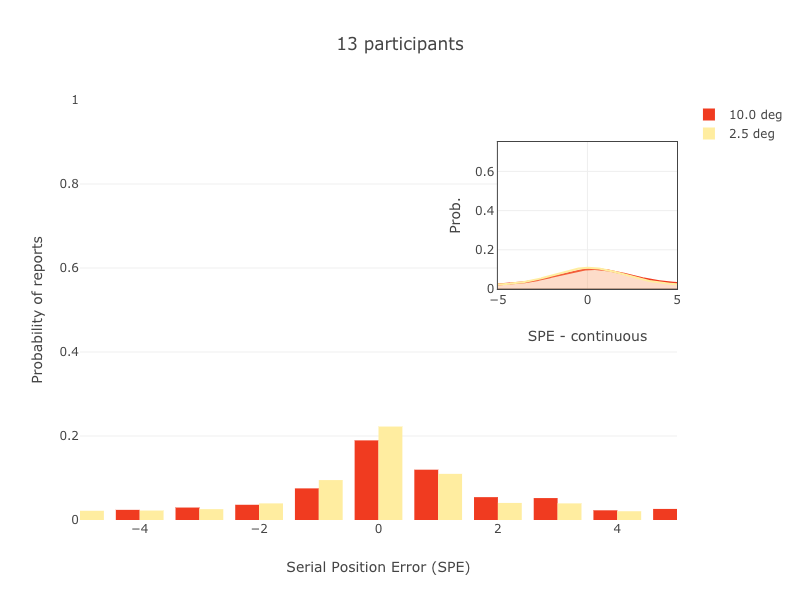 13 participants
10.0 deg
2.5 deg
1
0.8
0.6
0.4
0.2
0
−4
−2
0
2
4
Probability of reports
Serial Position Error (SPE)
0.6
0.4
0.2
0
−5
0
5
Prob.
SPE - continuous